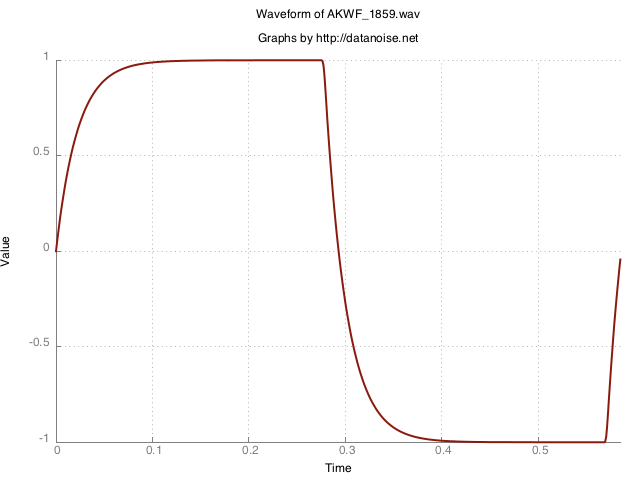 Waveform of AKWF_1859.wav
Graphs by http://datanoise.net
1
0.5
0
-0.5
-1
Value
0 0.1 0.2 0.3 0.4 0.5
Time